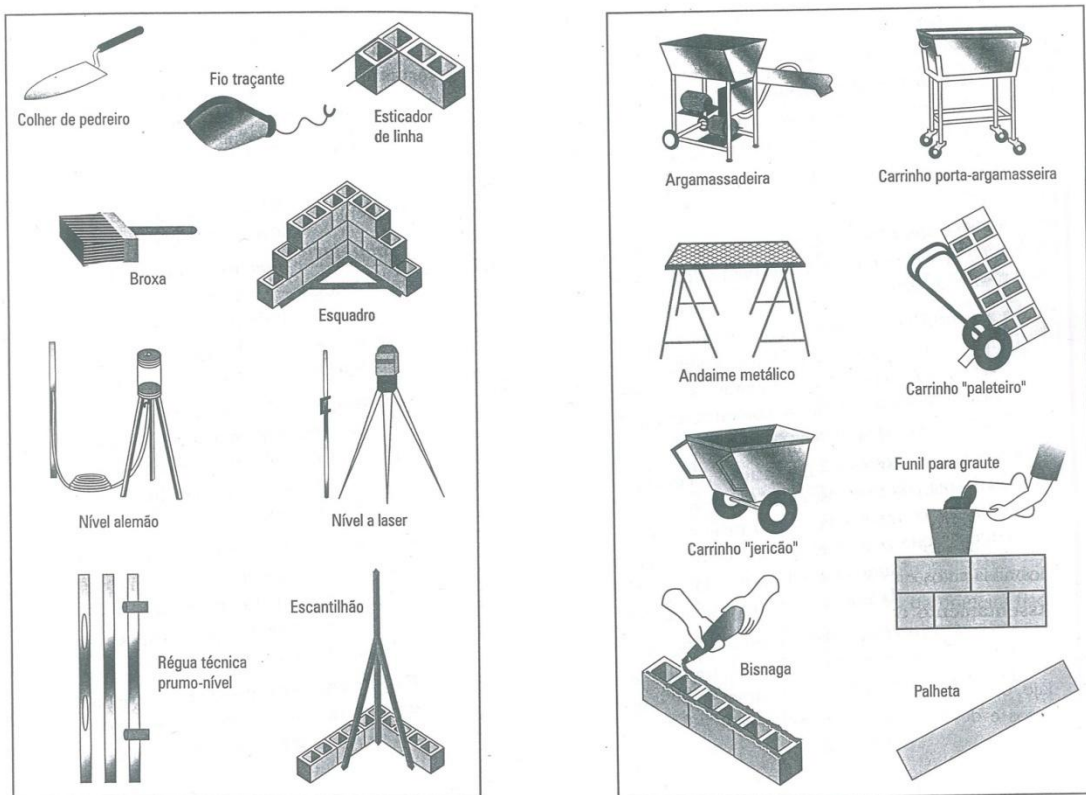 Colher de pedreiro
Fio traçante
Esticador
de linha
Broxa
Esquadro
Nível alemão
Nível a laser
Régua técnica
prumo-nível
Escantilhão
Argamassadeira
Carrinho porta-argamasseira
Andaime metálico
Carrinho "paleteiro"
Carrinho "jericão"
Funil para graute
Bisnaga
Palheta